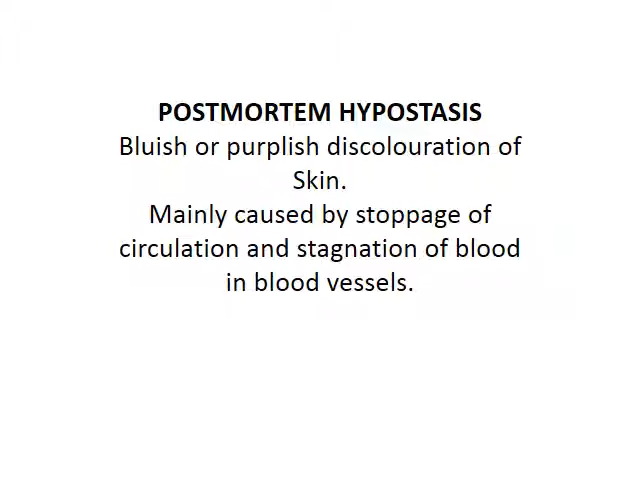 POSTMORTEM HYPOSTASIS
Bluish or purplish discolouration of
Skin.
Mainly caused by stoppage of
circulation and stagnation of blood
in blood vessels.